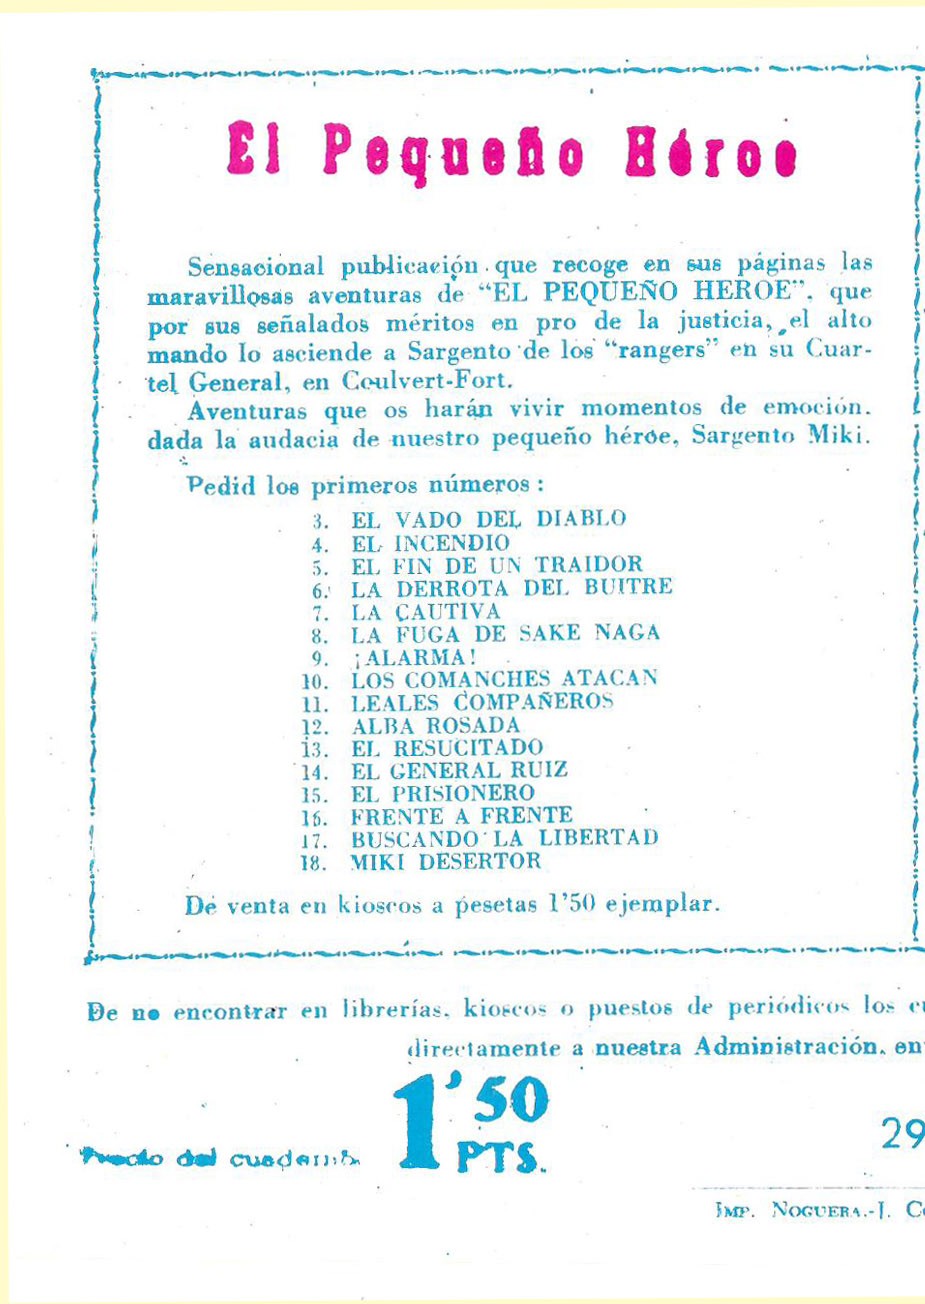 El Pequeño Héroe
Sensacional publicación que recoge en sus páginas las
maravillosas aventuras de “EL PEQUEÑO HEROE”, que
por sus señalados méritos en pro de la justicia, el alto
mando lo asciende a Sargento de los “rangers” en su Cuar-
tel General, en Coulvert-Fort.
Aventuras que os harán vivir momentos de emoción.
dada la audacia de nuestro pequeño héroe, Sargento Miki.
Pedid los primeros números :
3. EL VADO DEL DIABLO
4. EL INCENDIO
5. EL FIN DE UN TRAIDOR
6. LA DERROTA DEL BUITRE
7. LA CAUTIVA
8. LA FUGA DE SAKE NAGA
9. ¡ALARMA!
10. LOS COMANCHES ATACAN
11. LEALES COMPAÑEROS
12. ALBA ROSADA
13. EL RESUCITADO
14. EL GENERAL RUIZ
15. EL PRISIONERO
16. FRENTE A FRENTE
17. BUSCANDO LA LIBERTAD
18. MIKI DESERTOR
De venta en kioscos a pesetas 1’50 ejemplar.
De no encontrar en librerías, kioscos o puestos de periódicos los
directamente a nuestra Administración, en
Precio del cuaderno 1’50 PTS.
29
IMP. NOGUERA.-J.